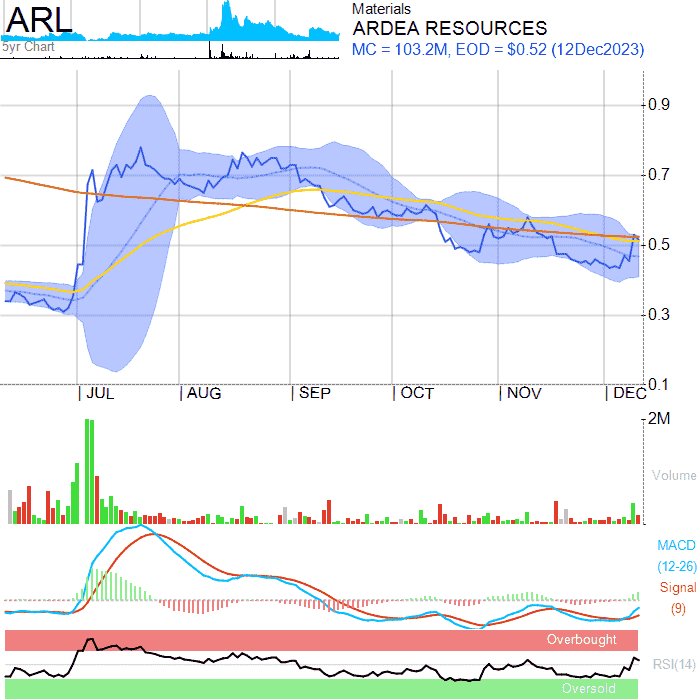 ARL
5yr Chart
Materials
ARDEA RESOURCES
MC = 103.2M, EOD = $0.52 (12Dec2023)
0.9
0.7
0.5
0.3
0.1
| JUL | AUG | SEP | OCT | NOV | DEC
2M
Volume
MACD
(12-26)
Signal
(9)
Overbought
RSI(14)
Oversold